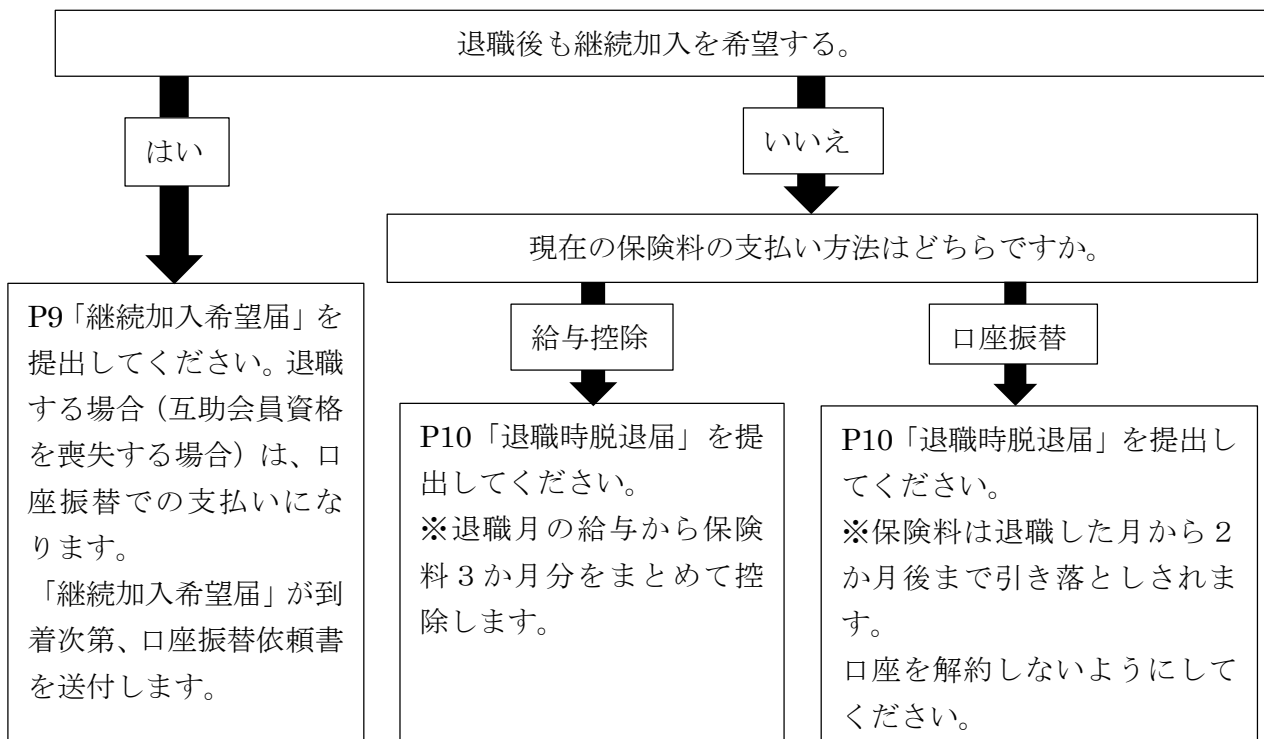 退職後も継続加入を希望する。
はい
いいえ
現在の保険料の支払い方法はどちらですか。
給与控除
口座振替
P9「継続加入希望届」を
提出してください。退職
する場合（互助会員資格
を喪失する場合）は、口
座振替での支払いにな
ります。
「継続加入希望届」が到
着次第、口座振替依頼書
を送付します。
P10「退職時脱退届」を提
出してください。
※退職月の給与から保険
料３か月分をまとめて控
除します。
P10「退職時脱退届」を提出し
てください。
※保険料は退職した月から２
か月後まで引き落としされま
す。
口座を解約しないようにして
ください。